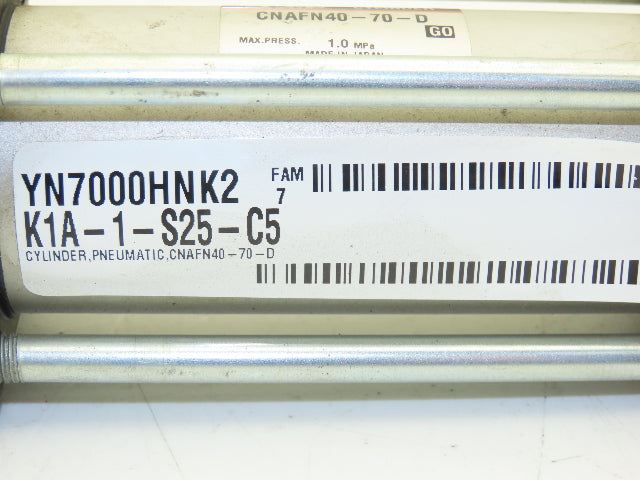 CNAFN40-70-D
GO
MAX.PRESS. 1.0 MPa
MADE IN JAPAN
YN7000HNK2 FAM
7
K1A-1-S25-C5
CYLINDER,PNEUMATIC,CNAFN40-70-D